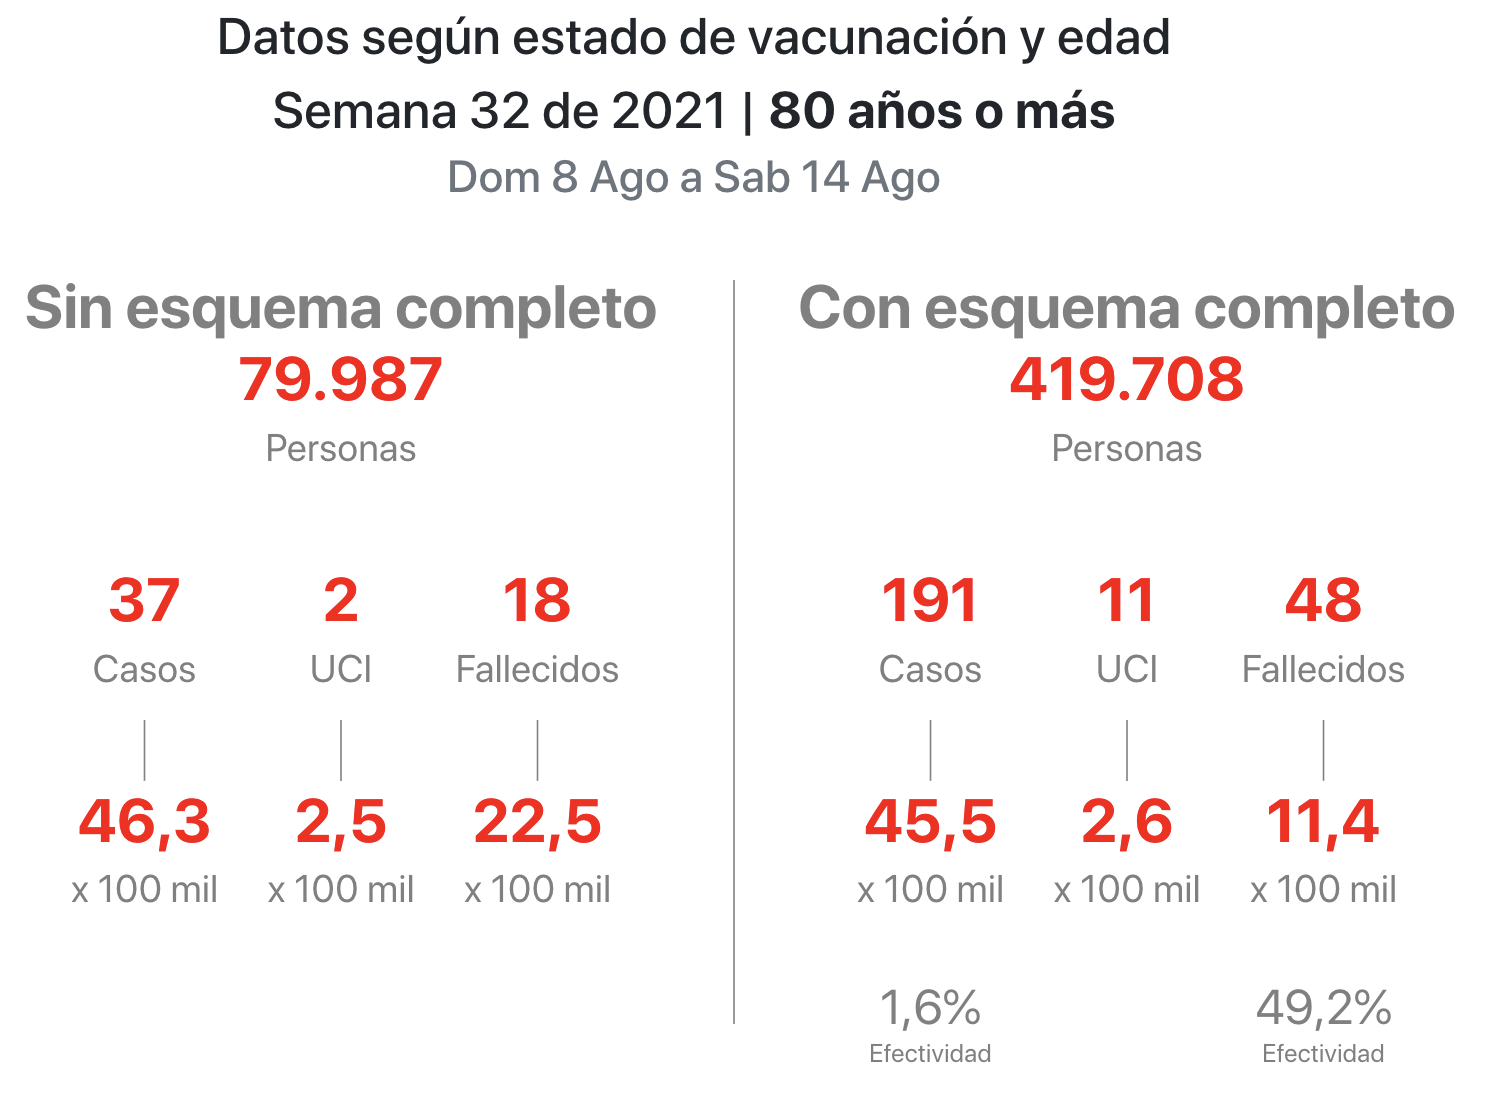 Datos según estado de vacunación y edad
Semana 32 de 2021 | 80 años o más
Dom 8 Ago a Sab 14 Ago
Sin esquema completo
79.987
Personas
37 2 18
Casos UCI Fallecidos
46,3 2,5 22,5
x 100 mil x 100 mil x 100 mil
Con esquema completo
419.708
Personas
191 11 48
Casos UCI Fallecidos
45,5 2,6 11,4
x 100 mil x 100 mil x 100 mil
1,6% 49,2%
Efectividad Efectividad